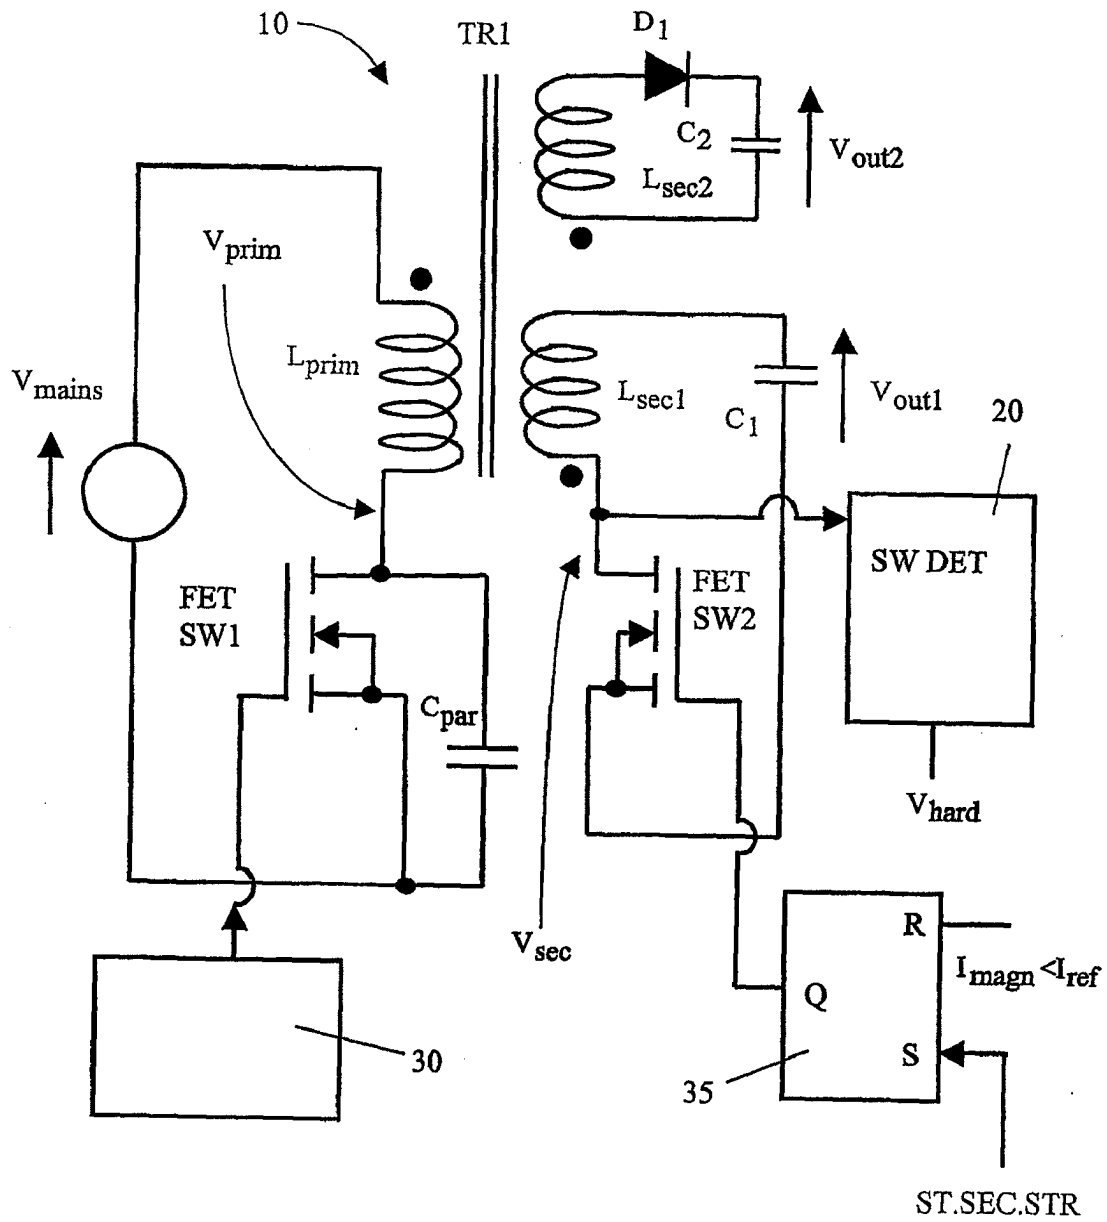 10
TR1
D1
C2
Vout2
Lsec2
Vprim
Lprim
Vmains
Lsec1
C1
Vout1
20
SW DET
FET
SW1
FET
SW2
Cpar
Vhard
Vsec
R
Imagn<Iref
Q
S
30
35
ST.SEC.STR